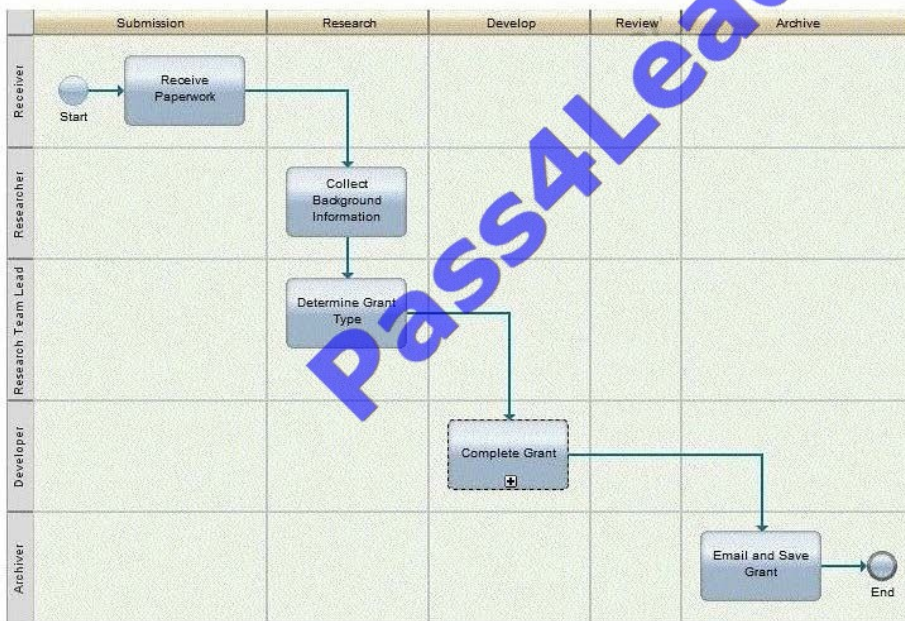 Submission Research Develop Review Archive
Receiver
Start
Receive
Paperwork
Researcher
Collect
Background
Information
Research Team Lead
Determine Grant
Type
Developer
Complete Grant
Archiver
Email and Save
Grant
End